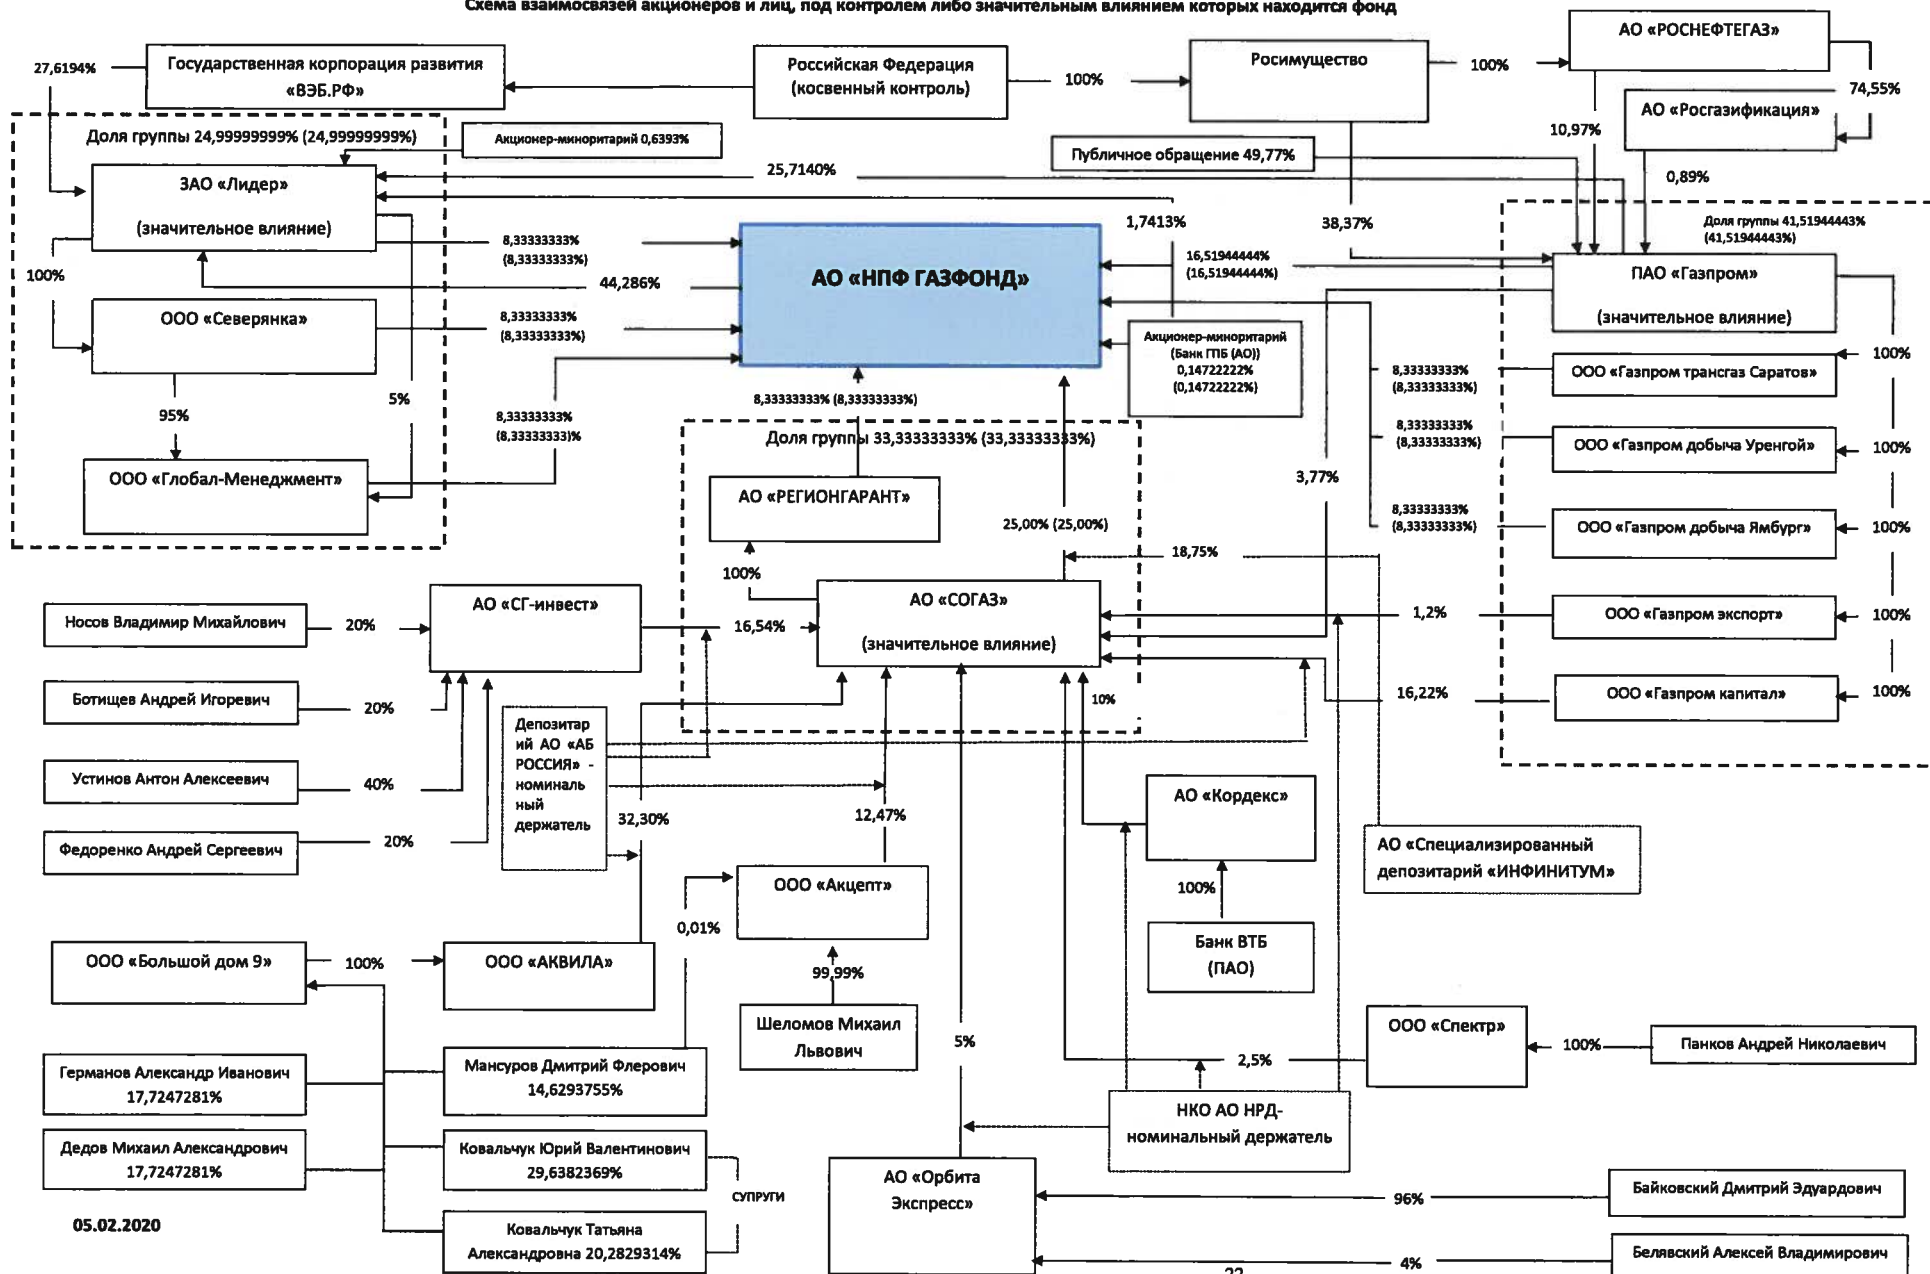 Схема взаимосвязей акционеров и лиц, под контролем либо значительным влиянием которых находится фонд
27,6194%
Государственная корпорация развития
«ВЭБ.РФ»
Российская Федерация
(косвенный контроль)
100%
Росимущество
100%
АО «РОСНЕФТЕГАЗ»
74,55%
АО «Росгазификация»
10,97%
0,89%
Доля группы 24,99999999% (24,99999999%)
Акционер-миноритарий 0,6393%
Публичное обращение 49,77%
25,7140%
ЗАО «Лидер»
(значительное влияние)
1,7413%
38,37%
Доля группы 41,51944443%
(41,51944443%)
8,33333333%
(8,33333333%)
АО «НПФ ГАЗФОНД»
16,51944444%
(16,51944444%)
ПАО «Газпром»
(значительное влияние)
100%
44,286%
ООО «Северянка»
8,33333333%
(8,33333333%)
Акционер-миноритарий
(Банк ГПБ (АО))
0,14722222%
(0,14722222%)
100%
8,33333333%
(8,33333333%)
ООО «Газпром трансгаз Саратов»
95%
5%
8,33333333%
(8,33333333)%
8,33333333% (8,33333333%)
Доля группы 33,33333333% (33,33333333%)
8,33333333%
(8,33333333%)
ООО «Газпром добыча Уренгой»
100%
ООО «Глобал-Менеджмент»
АО «РЕГИОНГАРАНТ»
3,77%
25,00% (25,00%)
8,33333333%
(8,33333333%)
ООО «Газпром добыча Ямбург»
100%
18,75%
100%
АО «СГ-инвест»
АО «СОГАЗ»
(значительное влияние)
Носов Владимир Михайлович
20%
16,54%
1,2%
ООО «Газпром экспорт»
100%
Ботищев Андрей Игоревич
20%
10%
16,22%
ООО «Газпром капитал»
100%
Депозитар
ий АО «АБ
РОССИЯ» -
номиналь
ный
держатель
Устинов Антон Алексеевич
40%
32,30%
12,47%
АО «Кордекс»
Федоренко Андрей Сергеевич
20%
АО «Специализированный
депозитарий «ИНФИНИТУМ»
ООО «Акцепт»
100%
0,01%
Банк ВТБ
(ПАО)
ООО «Большой дом 9»
100%
ООО «АКВИЛА»
99,99%
Шеломов Михаил
Львович
5%
ООО «Спектр»
100%
Панков Андрей Николаевич
2,5%
Германов Александр Иванович
17,7247281%
Мансуров Дмитрий Флерович
14,6293755%
НКО АО НРД-
номинальный держатель
Дедов Михаил Александрович
17,7247281%
Ковальчук Юрий Валентинович
29,6382369%
СУПРУГИ
АО «Орбита
Экспресс»
96%
Байковский Дмитрий Эдуардович
05.02.2020
Ковальчук Татьяна
Александровна 20,2829314%
4%
Белявский Алексей Владимирович